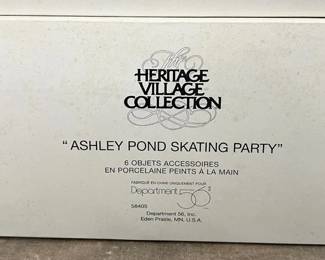 The
HERITAGE
VILLAGE
COLLECTION
" ASHLEY POND SKATING PARTY"
6 OBJETS ACCESSOIRES
EN PORCELAINE PEINTS À LA MAIN
FABRIQUÉ EN CHINE UNIQUEMENT POUR
Department 56
58405
Department 56, Inc.
Eden Prairie, MN, U.S.A.